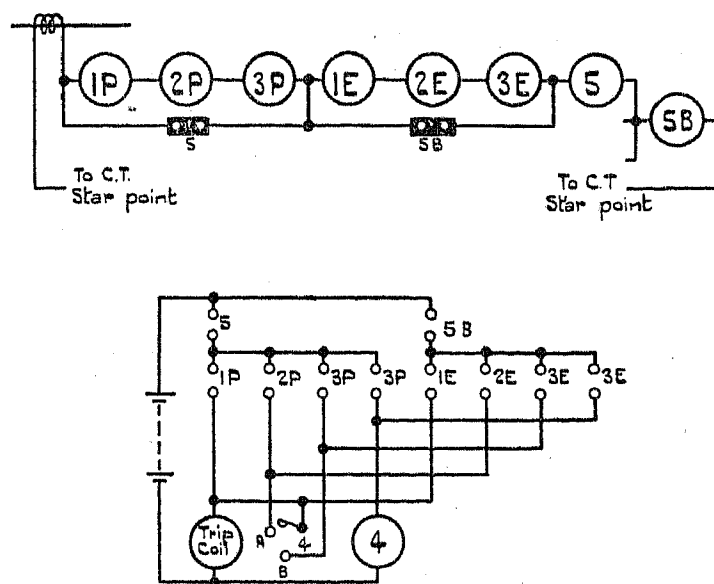 1P 2P 3P 1E 2E 3E 5
5B
5 5B
To C.T.
Star point
To C.T
Star point
5 5B
1P 2P 3P 3P 1E 2E 3E 3E
Trip
Coil
A
4
B
4